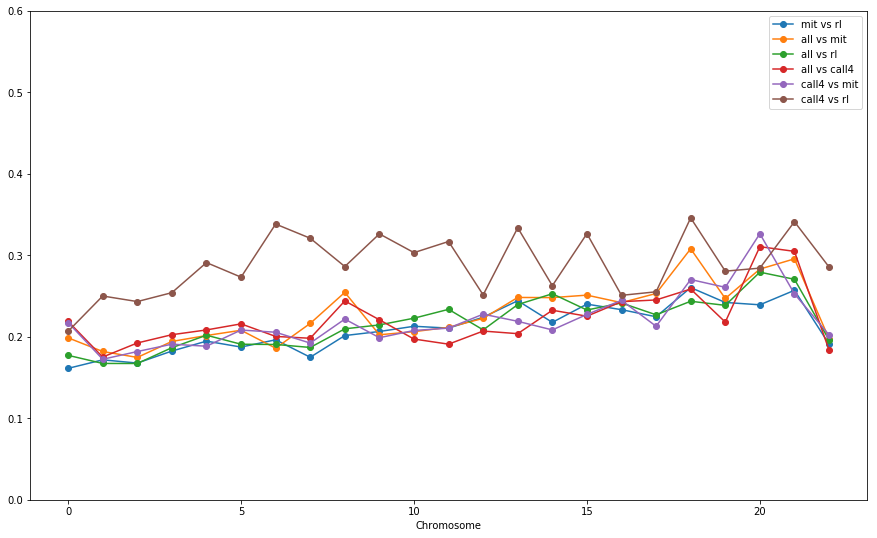 0.6
0.5
0.4
0.3
0.2
0.1
0.0
mit vs rl
all vs mit
all vs rl
all vs call4
call4 vs mit
call4 vs rl
0 5 10 15 20
Chromosome